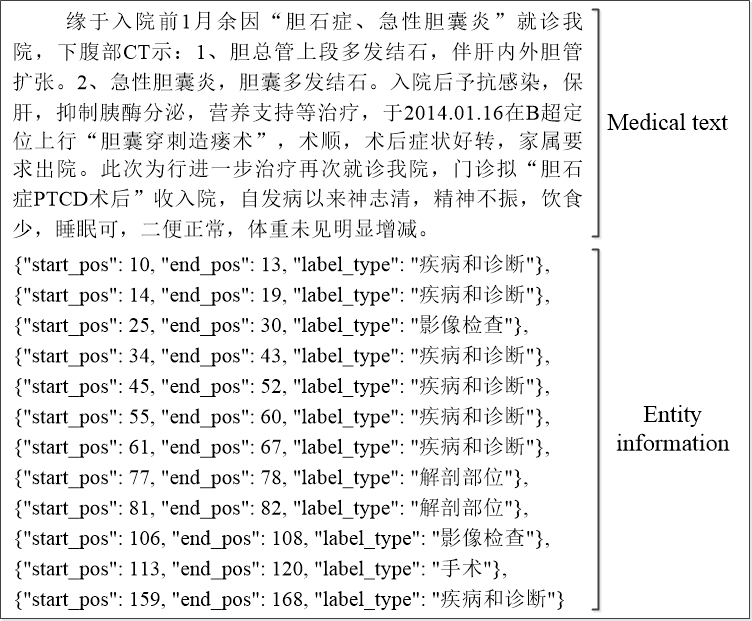 缘于入院前1月余因“胆石症、急性胆囊炎”就诊我
院，下腹部CT示：1、胆总管上段多发结石，伴肝内外胆管
扩张。2、急性胆囊炎，胆囊多发结石。入院后予抗感染，保
肝，抑制胰酶分泌，营养支持等治疗，于2014.01.16在B超定
位上行“胆囊穿刺造瘘术”，术顺，术后症状好转，家属要
求出院。此次为行进一步治疗再次就诊我院，门诊拟“胆石
症PTCD术后”收入院，自发病以来神志清，精神不振，饮食
少，睡眠可，二便正常，体重未见明显增减。
Medical text
{"start_pos": 10, "end_pos": 13, "label_type": "疾病和诊断"},
{"start_pos": 14, "end_pos": 19, "label_type": "疾病和诊断"},
{"start_pos": 25, "end_pos": 30, "label_type": "影像检查"},
{"start_pos": 34, "end_pos": 43, "label_type": "疾病和诊断"},
{"start_pos": 45, "end_pos": 52, "label_type": "疾病和诊断"},
{"start_pos": 55, "end_pos": 60, "label_type": "疾病和诊断"},
{"start_pos": 61, "end_pos": 67, "label_type": "疾病和诊断"},
{"start_pos": 77, "end_pos": 78, "label_type": "解剖部位"},
{"start_pos": 81, "end_pos": 82, "label_type": "解剖部位"},
{"start_pos": 106, "end_pos": 108, "label_type": "影像检查"},
{"start_pos": 113, "end_pos": 120, "label_type": "手术"},
{"start_pos": 159, "end_pos": 168, "label_type": "疾病和诊断"}
Entity
information